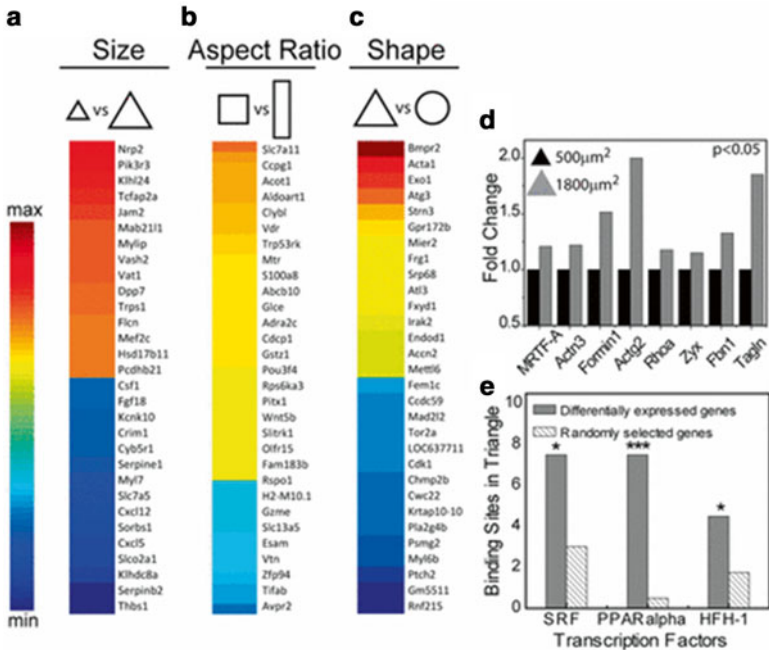 a
Size
vs
max
min
Nrp2
Pik3r3
Klhl24
Tcfap2a
Jam2
Mab21l1
Mylip
Vash2
Vat1
Dpp7
Trps1
Flcn
Mef2c
Hsd17b11
Pcdhb21
Csf1
Fgf18
Kcnk10
Crim1
Cyb5r1
Serpine1
Myl7
Slc7a5
Cxcl12
Sorbs1
Cxcl5
Slco2a1
Klhdc8a
Serpinb2
Thbs1
b
Aspect Ratio
vs
Slc7a11
Ccpg1
Acot1
Aldoart1
Clybl
Vdr
Trp53rk
Mtr
S100a8
Abcb10
Glce
Adra2c
Cdcp1
Gstz1
Pou3f4
Rps6ka3
Pitx1
Wnt5b
Slitrk1
Olfr15
Fam183b
Rspo1
H2-M10.1
Gzme
Slc13a5
Esam
Vtn
Zfp94
Tifab
Avpr2
c
Shape
vs
Bmpr2
Acta1
Exo1
Atg3
Strn3
Gpr172b
Mier2
Frg1
Srp68
Atl3
Fxyd1
Irak2
Endod1
Accn2
Mettl6
Fem1c
Ccdc59
Mad2l2
Tor2a
LOC637711
Cdk1
Chmp2b
Cwc22
Krtap10-10
Pla2g4b
Psmg2
Myl6b
Ptch2
Gm5511
Rnf215
d
500µm²
1800µm²
p<0.05
Fold Change
2.0
1.5
1.0
0.5
MRTF-A
Actn3
Formin1
Actg2
Rhoa
Zyx
Fbn1
Tagln
e
Differentially expressed genes
Randomly selected genes
Binding Sites in Triangle
10
8
6
4
2
0
*
***
*
SRF
PPARalpha
HFH-1
Transcription Factors